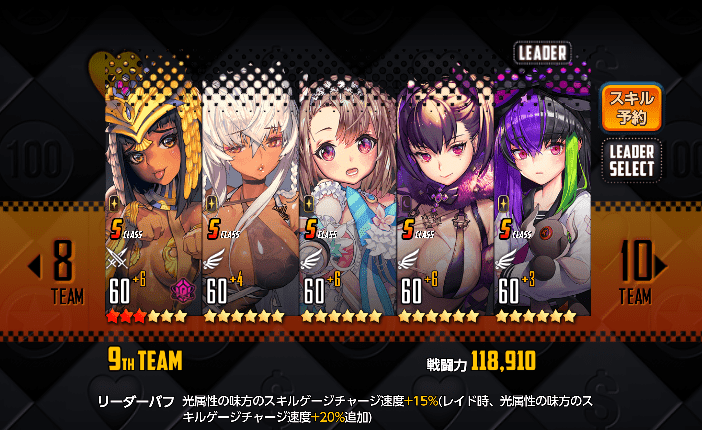 LEADER
スキル
予約
LEADER
SELECT
100
S CLASS
S CLASS
S CLASS
S CLASS
S CLASS
8
TEAM
60 +6
60 +4
60 +6
60 +6
60 +3
10
TEAM
9TH TEAM
戦闘力 118,910
リーダーバフ 光属性の味方のスキルゲージチャージ速度+15%(レイド時、光属性の味方のス
キルゲージチャージ速度+20%追加)